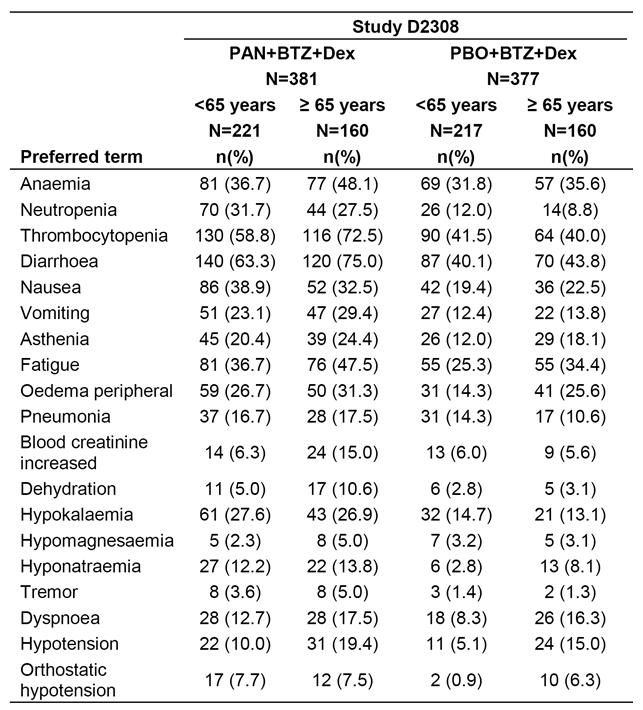 Study D2308
PAN+BTZ+Dex PBO+BTZ+Dex
N=381 N=377
<65 years ≥ 65 years <65 years ≥ 65 years
N=221 N=160 N=217 N=160
Preferred term n(%) n(%) n(%) n(%)
Anaemia 81 (36.7) 77 (48.1) 69 (31.8) 57 (35.6)
Neutropenia 70 (31.7) 44 (27.5) 26 (12.0) 14(8.8)
Thrombocytopenia 130 (58.8) 116 (72.5) 90 (41.5) 64 (40.0)
Diarrhoea 140 (63.3) 120 (75.0) 87 (40.1) 70 (43.8)
Nausea 86 (38.9) 52 (32.5) 42 (19.4) 36 (22.5)
Vomiting 51 (23.1) 47 (29.4) 27 (12.4) 22 (13.8)
Asthenia 45 (20.4) 39 (24.4) 26 (12.0) 29 (18.1)
Fatigue 81 (36.7) 76 (47.5) 55 (25.3) 55 (34.4)
Oedema peripheral 59 (26.7) 50 (31.3) 31 (14.3) 41 (25.6)
Pneumonia 37 (16.7) 28 (17.5) 31 (14.3) 17 (10.6)
Blood creatinine
increased 14 (6.3) 24 (15.0) 13 (6.0) 9 (5.6)
Dehydration 11 (5.0) 17 (10.6) 6 (2.8) 5 (3.1)
Hypokalaemia 61 (27.6) 43 (26.9) 32 (14.7) 21 (13.1)
Hypomagnesaemia 5 (2.3) 8 (5.0) 7 (3.2) 5 (3.1)
Hyponatraemia 27 (12.2) 22 (13.8) 6 (2.8) 13 (8.1)
Tremor 8 (3.6) 8 (5.0) 3 (1.4) 2 (1.3)
Dyspnoea 28 (12.7) 28 (17.5) 18 (8.3) 26 (16.3)
Hypotension 22 (10.0) 31 (19.4) 11 (5.1) 24 (15.0)
Orthostatic
hypotension 17 (7.7) 12 (7.5) 2 (0.9) 10 (6.3)